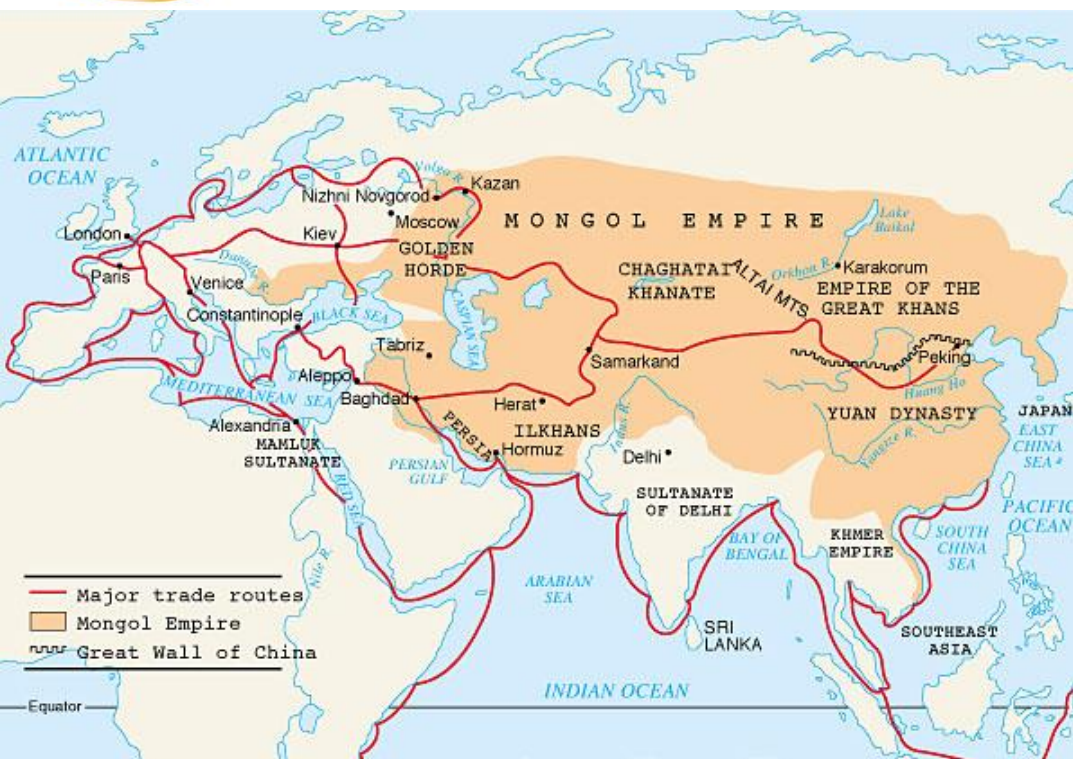 ATLANTIC
OCEAN
London
Paris
Venice
Danube R.
Constantinople
BLACK SEA
Nizhni Novgorod
Volga R.
Kazan
Moscow
Kiev
GOLDEN
HORDE
MONGOL EMPIRE
CASPIAN SEA
CHAGHATAI
KHANATE
ALTAI MTS.
Lake
Baikal
Orkhon R.
Karakorum
EMPIRE OF THE
GREAT KHANS
Peking
Huang Ho
Samarkand
Tabriz
Aleppo
Baghdad
MEDITERRANEAN SEA
Alexandria
MAMLUK
SULTANATE
PERSIA
Herat
ILKHANS
Hormuz
PERSIAN
GULF
RED SEA
Nile R.
Indus R.
Delhi
SULTANATE
OF DELHI
YUAN DYNASTY
Yangtze R.
JAPAN
EAST
CHINA
SEA
PACIFIC
OCEAN
SOUTH
CHINA
SEA
KHMER
EMPIRE
BAY OF
BENGAL
ARABIAN
SEA
SRI
LANKA
SOUTHEAST
ASIA
INDIAN OCEAN
Major trade routes
Mongol Empire
Great Wall of China
Equator